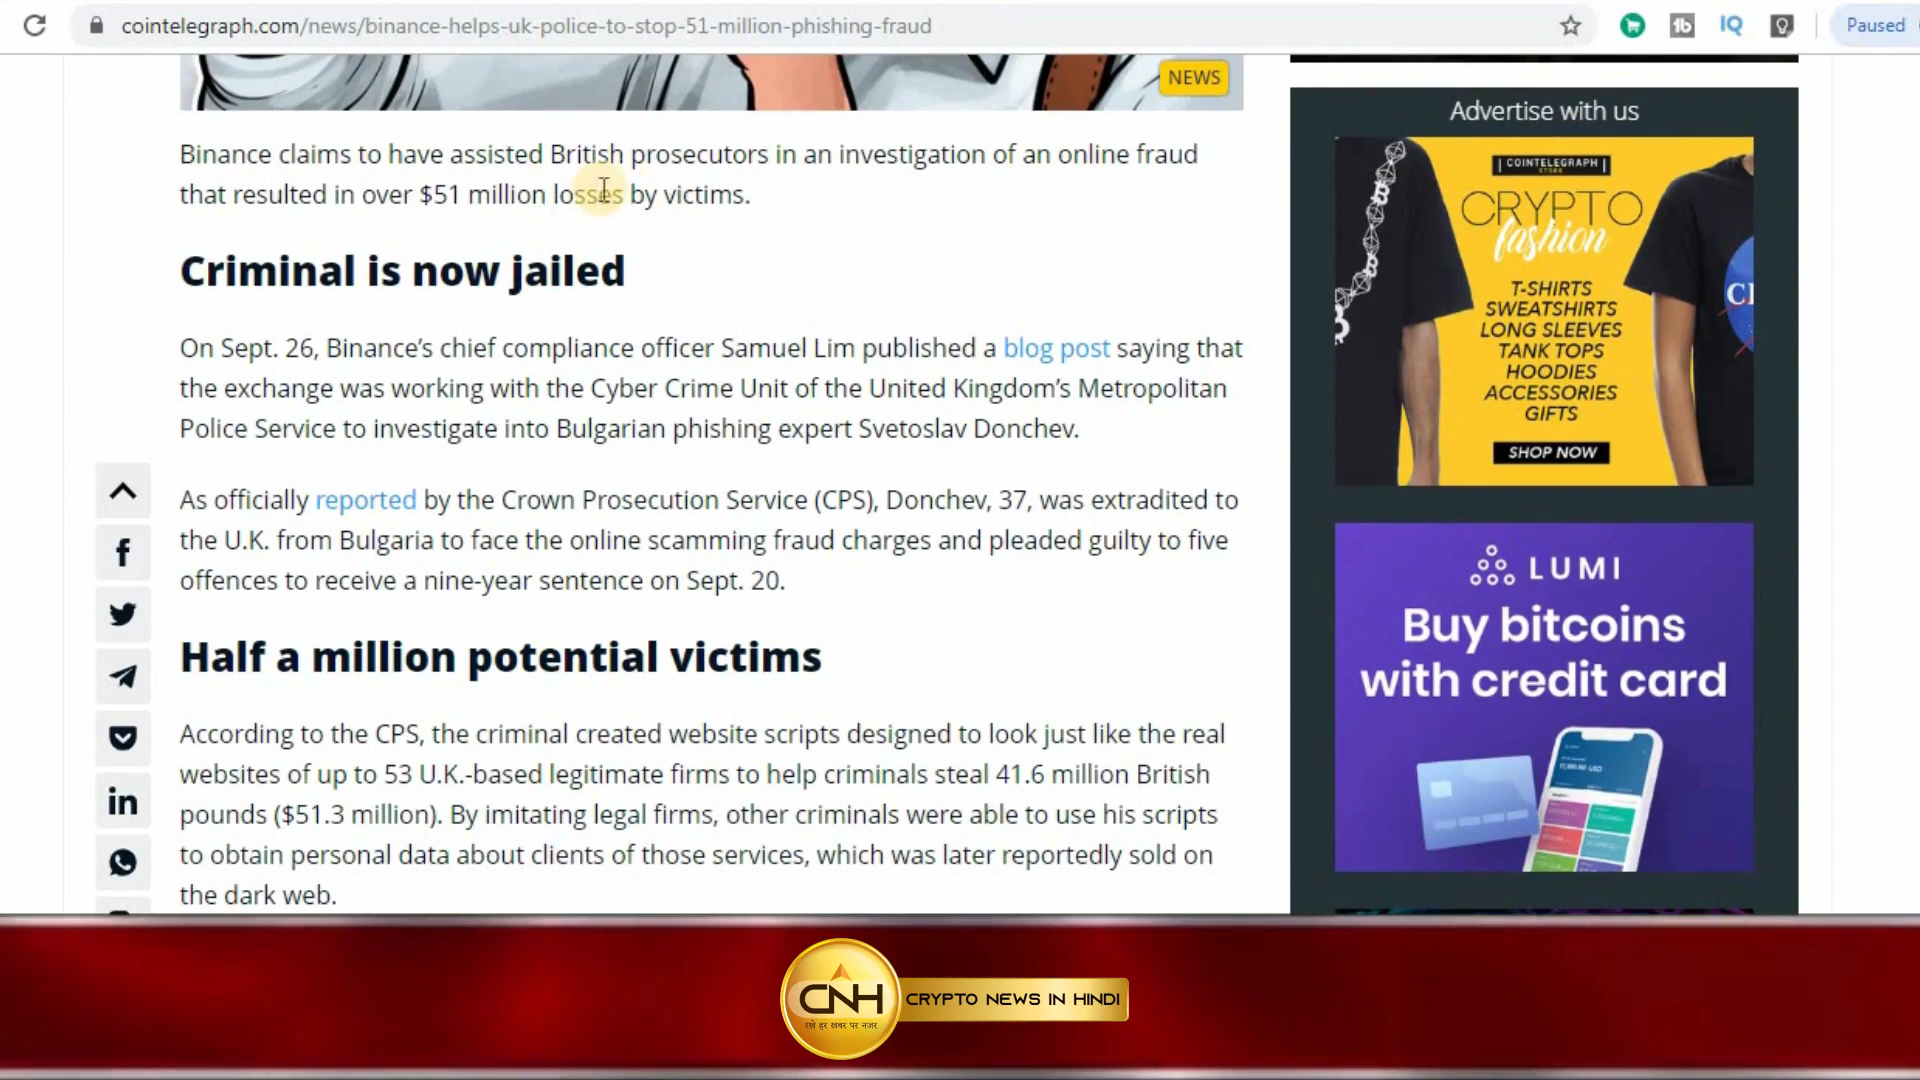 cointelegraph.com/news/binance-helps-uk-police-to-stop-51-million-phishing-fraud
Paused
NEWS
Binance claims to have assisted British prosecutors in an investigation of an online fraud
that resulted in over $51 million losses by victims.
Criminal is now jailed
On Sept. 26, Binance’s chief compliance officer Samuel Lim published a blog post saying that
the exchange was working with the Cyber Crime Unit of the United Kingdom’s Metropolitan
Police Service to investigate into Bulgarian phishing expert Svetoslav Donchev.
As officially reported by the Crown Prosecution Service (CPS), Donchev, 37, was extradited to
the U.K. from Bulgaria to face the online scamming fraud charges and pleaded guilty to five
offences to receive a nine-year sentence on Sept. 20.
Half a million potential victims
According to the CPS, the criminal created website scripts designed to look just like the real
websites of up to 53 U.K.-based legitimate firms to help criminals steal 41.6 million British
pounds ($51.3 million). By imitating legal firms, other criminals were able to use his scripts
to obtain personal data about clients of those services, which was later reportedly sold on
the dark web.
Advertise with us
COINTELEGRAPH
STORE
CRYPTO
fashion
T-SHIRTS
SWEATSHIRTS
LONG SLEEVES
TANK TOPS
HOODIES
ACCESSORIES
GIFTS
SHOP NOW
LUMI
Buy bitcoins
with credit card
CNH
रखे हर खबर पर नजर
CRYPTO NEWS IN HINDI